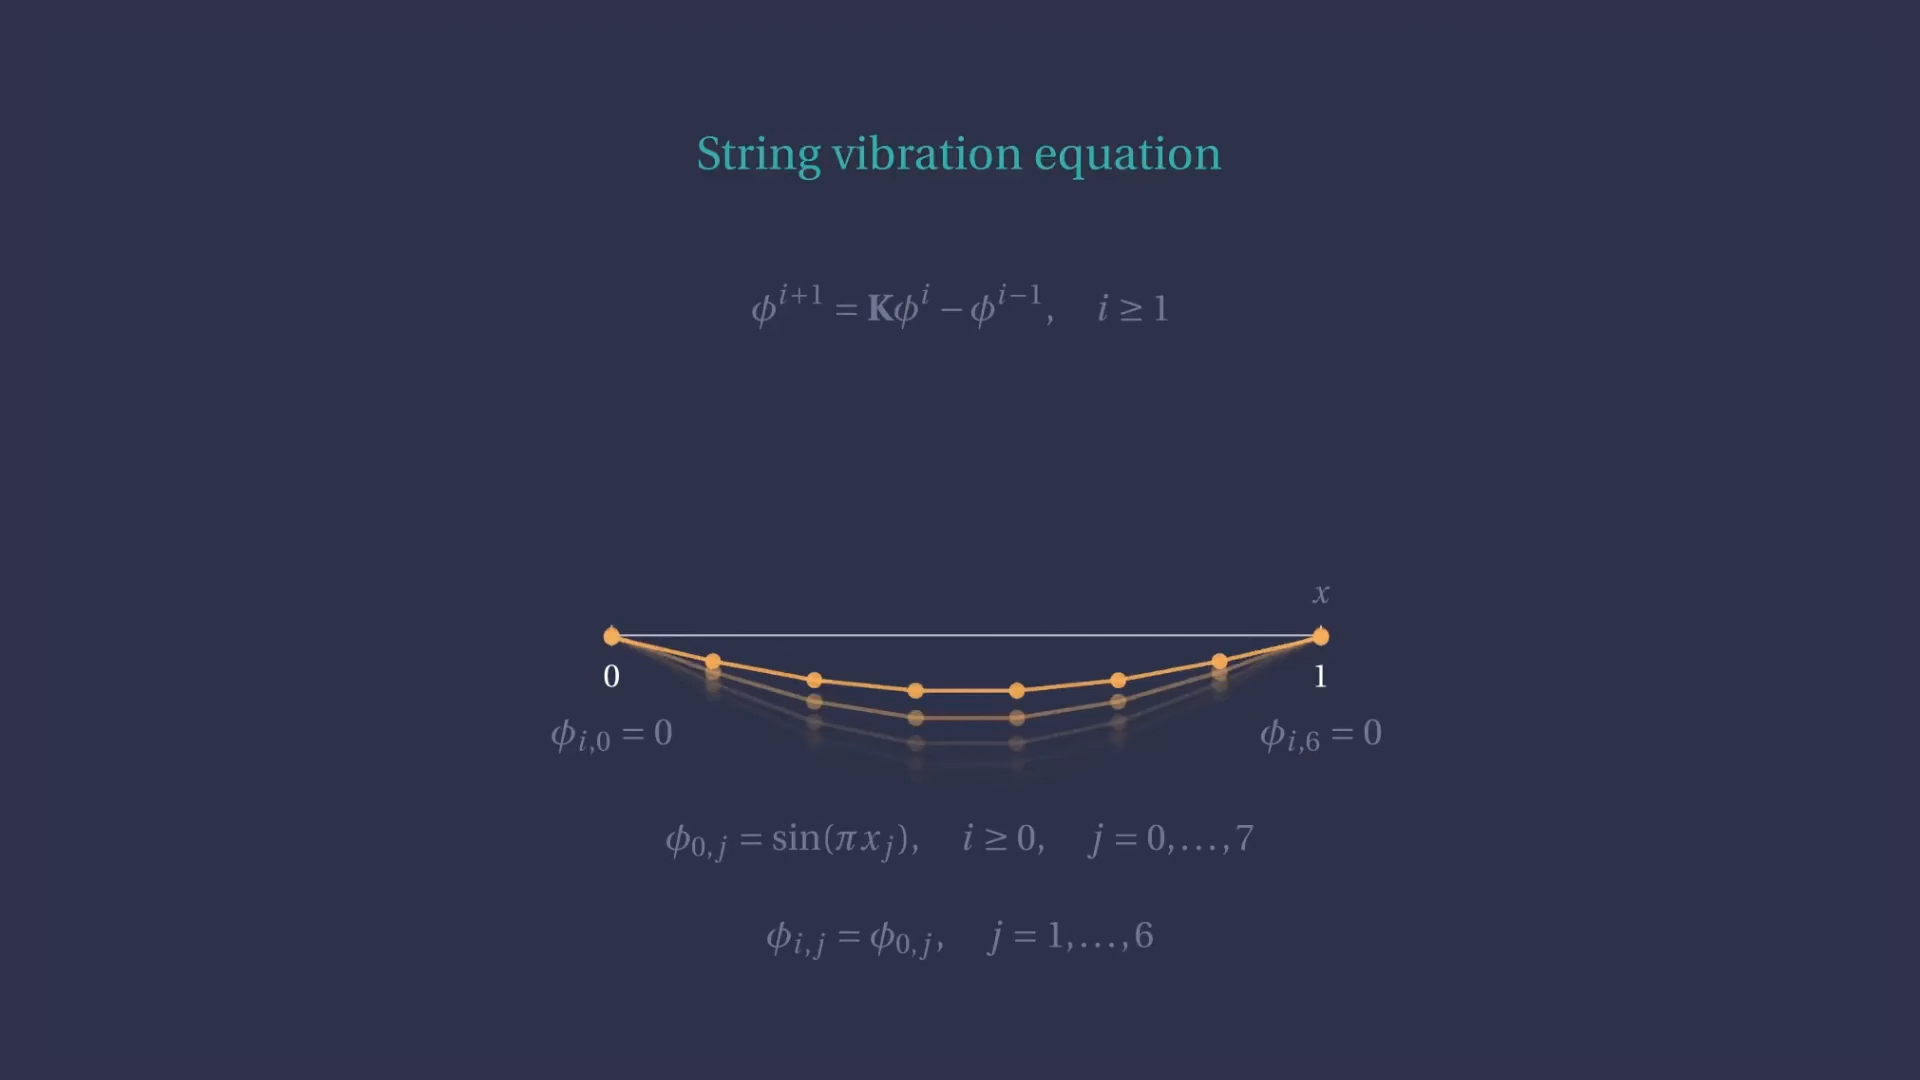 String vibration equation
ϕ^{i+1} = Kϕ^i − ϕ^{i−1}, i ≥ 1
x
0 1
ϕ_{i,0} = 0 ϕ_{i,6} = 0
ϕ_{0,j} = sin(πx_j), i ≥ 0, j = 0,…,7
ϕ_{i,j} = ϕ_{0,j}, j = 1,…,6